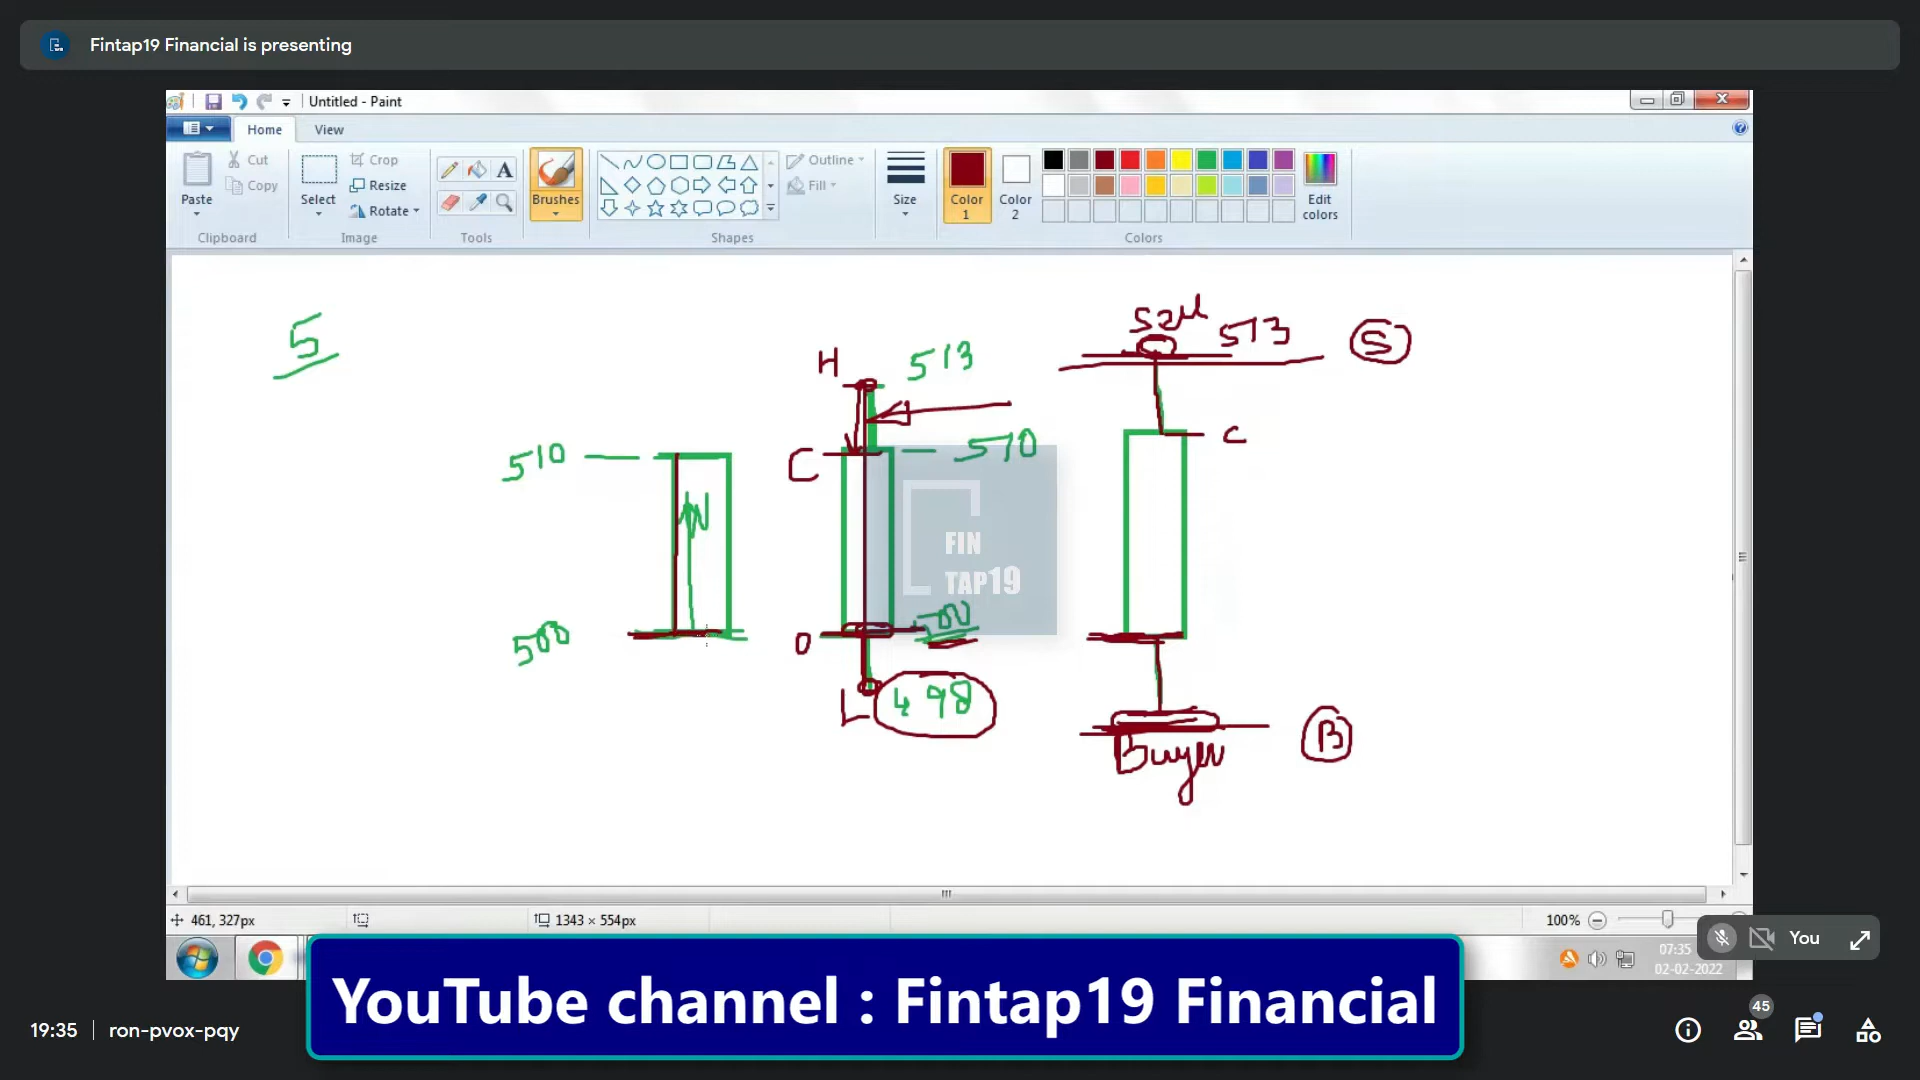 Fintap19 Financial is presenting
Untitled - Paint
Home
View
Paste
Cut
Copy
Clipboard
Select
Crop
Resize
Rotate
Image
Tools
Brushes
Shapes
Outline
Fill
Size
Color 1
Color 2
Edit colors
Colors
5
H
513
510
C
510
500
O
500
L
498
513
S
C
Buyer
B
FIN
TAP19
461, 327px
1343 × 554px
100%
You
07:35
02-02-2022
YouTube channel : Fintap19 Financial
19:35
ron-pvox-pqy
45